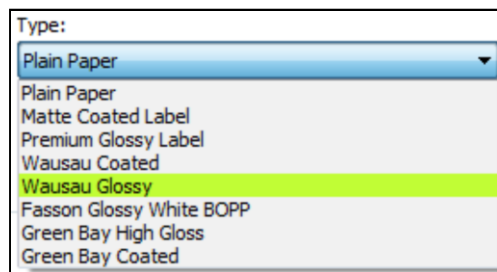 Type:
Plain Paper
Plain Paper
Matte Coated Label
Premium Glossy Label
Wausau Coated
Wausau Glossy
Fasson Glossy White BOPP
Green Bay High Gloss
Green Bay Coated